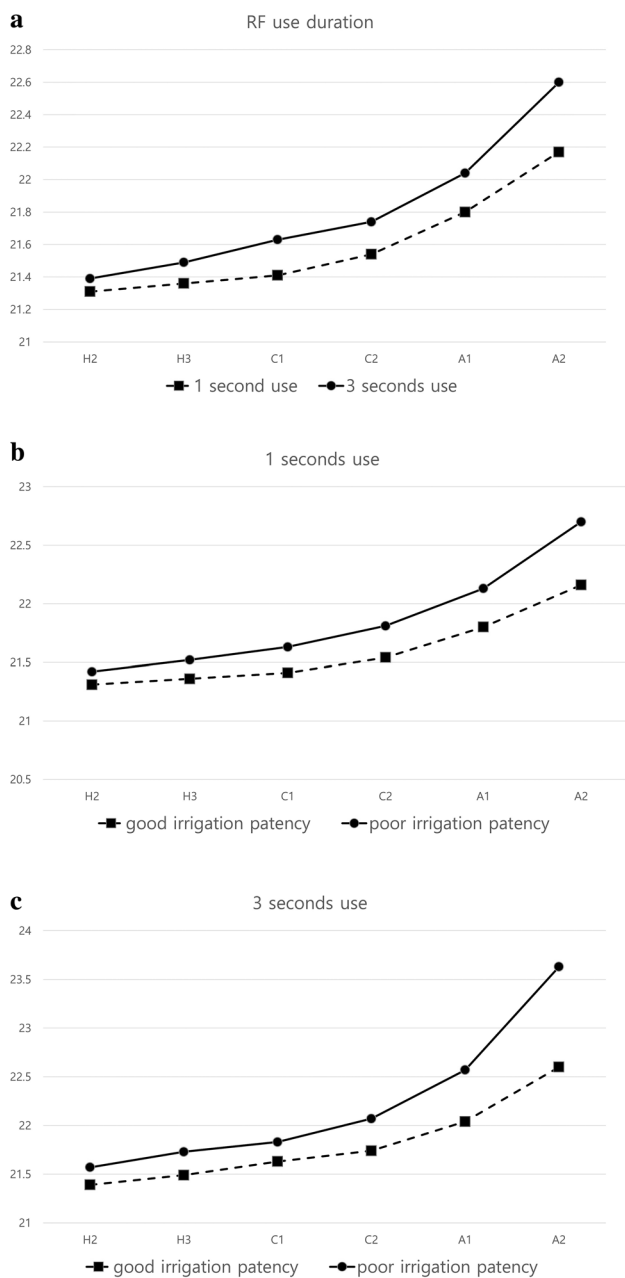 a
RF use duration
22.8
22.6
22.4
22.2
22
21.8
21.6
21.4
21.2
21
H2 H3 C1 C2 A1 A2
1 second use 3 seconds use
b
1 seconds use
23
22.5
22
21.5
21
20.5
H2 H3 C1 C2 A1 A2
good irrigation patency poor irrigation patency
c
3 seconds use
24
23.5
23
22.5
22
21.5
21
H2 H3 C1 C2 A1 A2
good irrigation patency poor irrigation patency